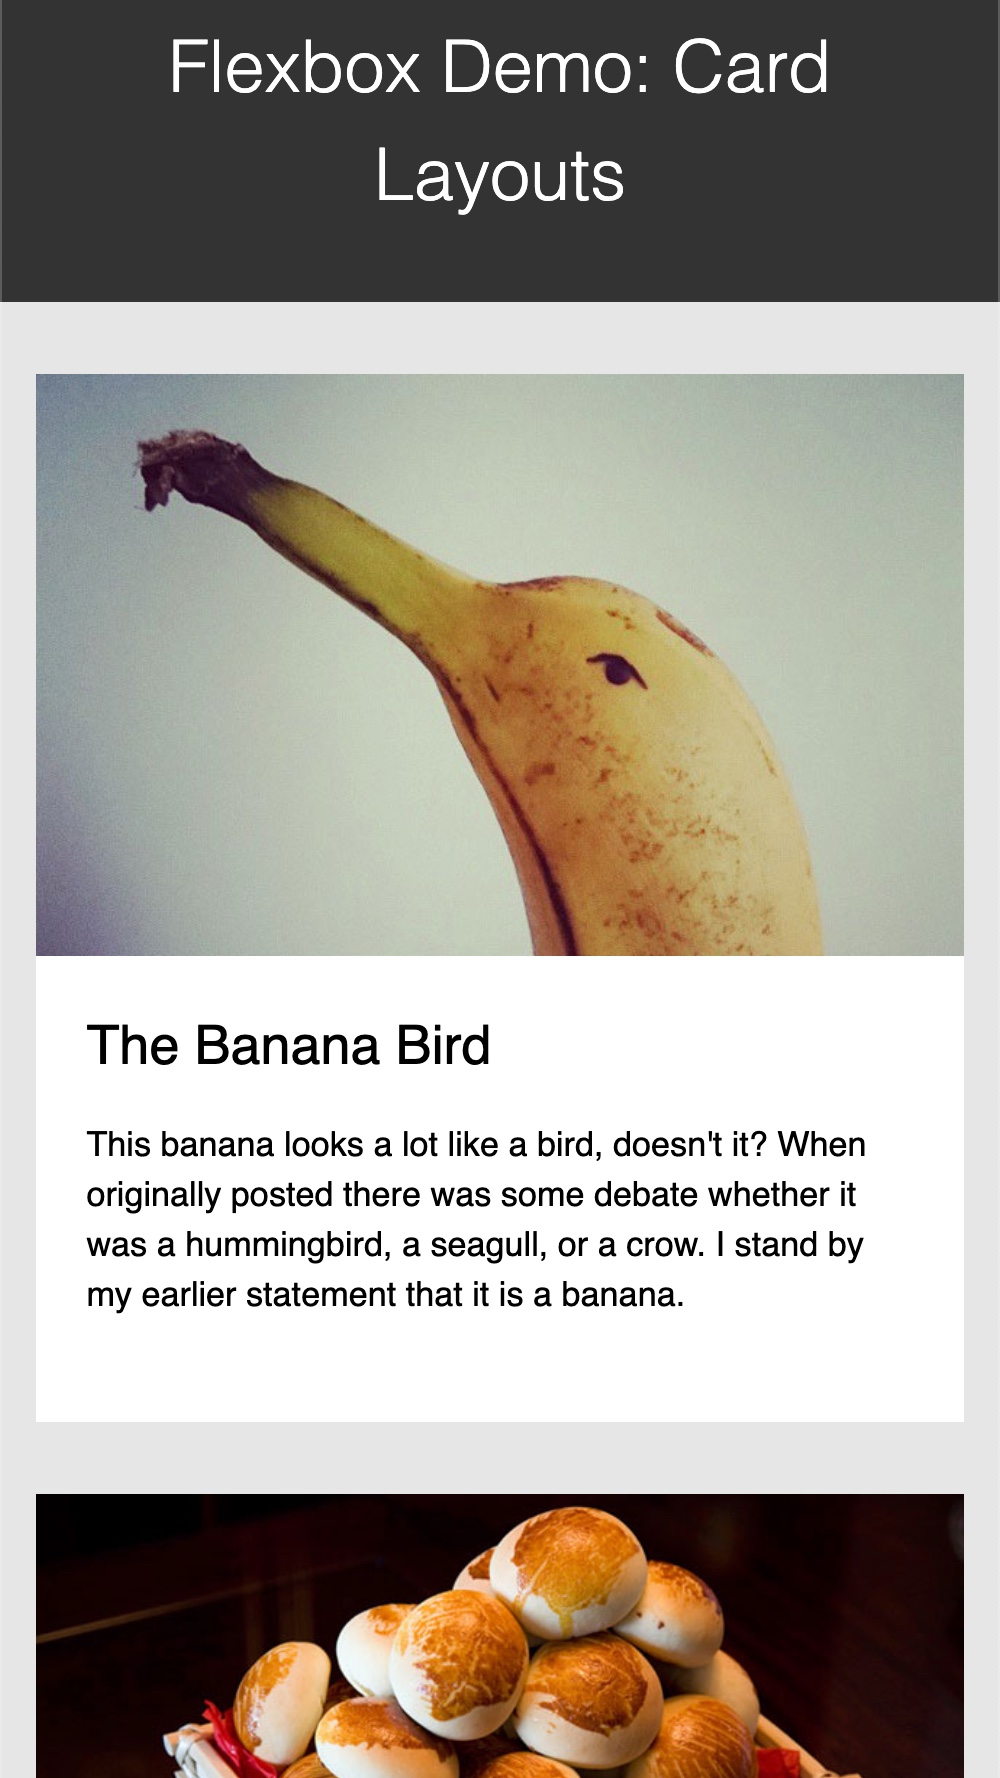 Flexbox Demo: Card
Layouts
The Banana Bird
This banana looks a lot like a bird, doesn't it? When
originally posted there was some debate whether it
was a hummingbird, a seagull, or a crow. I stand by
my earlier statement that it is a banana.